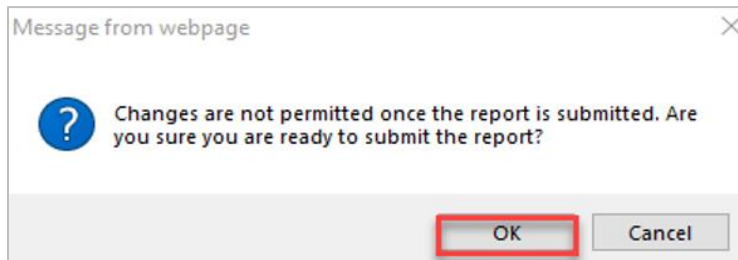 Message from webpage
Changes are not permitted once the report is submitted. Are
you sure you are ready to submit the report?
OK
Cancel